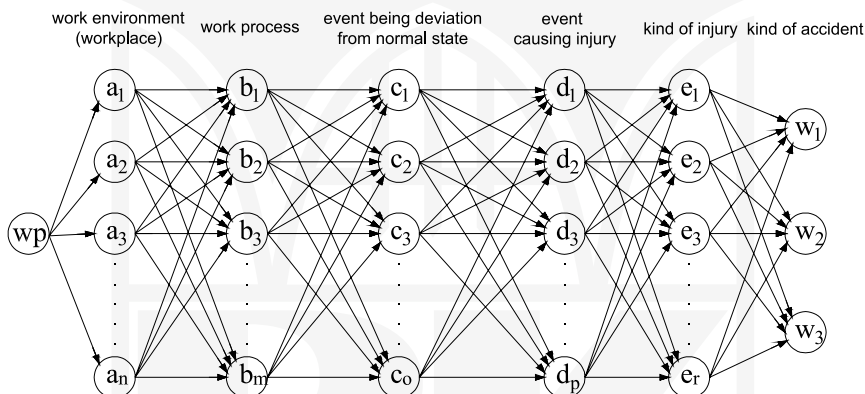 work environment
(workplace)
work process
event being deviation
from normal state
event
causing injury
kind of injury
kind of accident
a1 b1 c1 d1 e1
w1
a2 b2 c2 d2 e2
wp a3 b3 c3 d3 e3 w2
w3
an bm co dp er